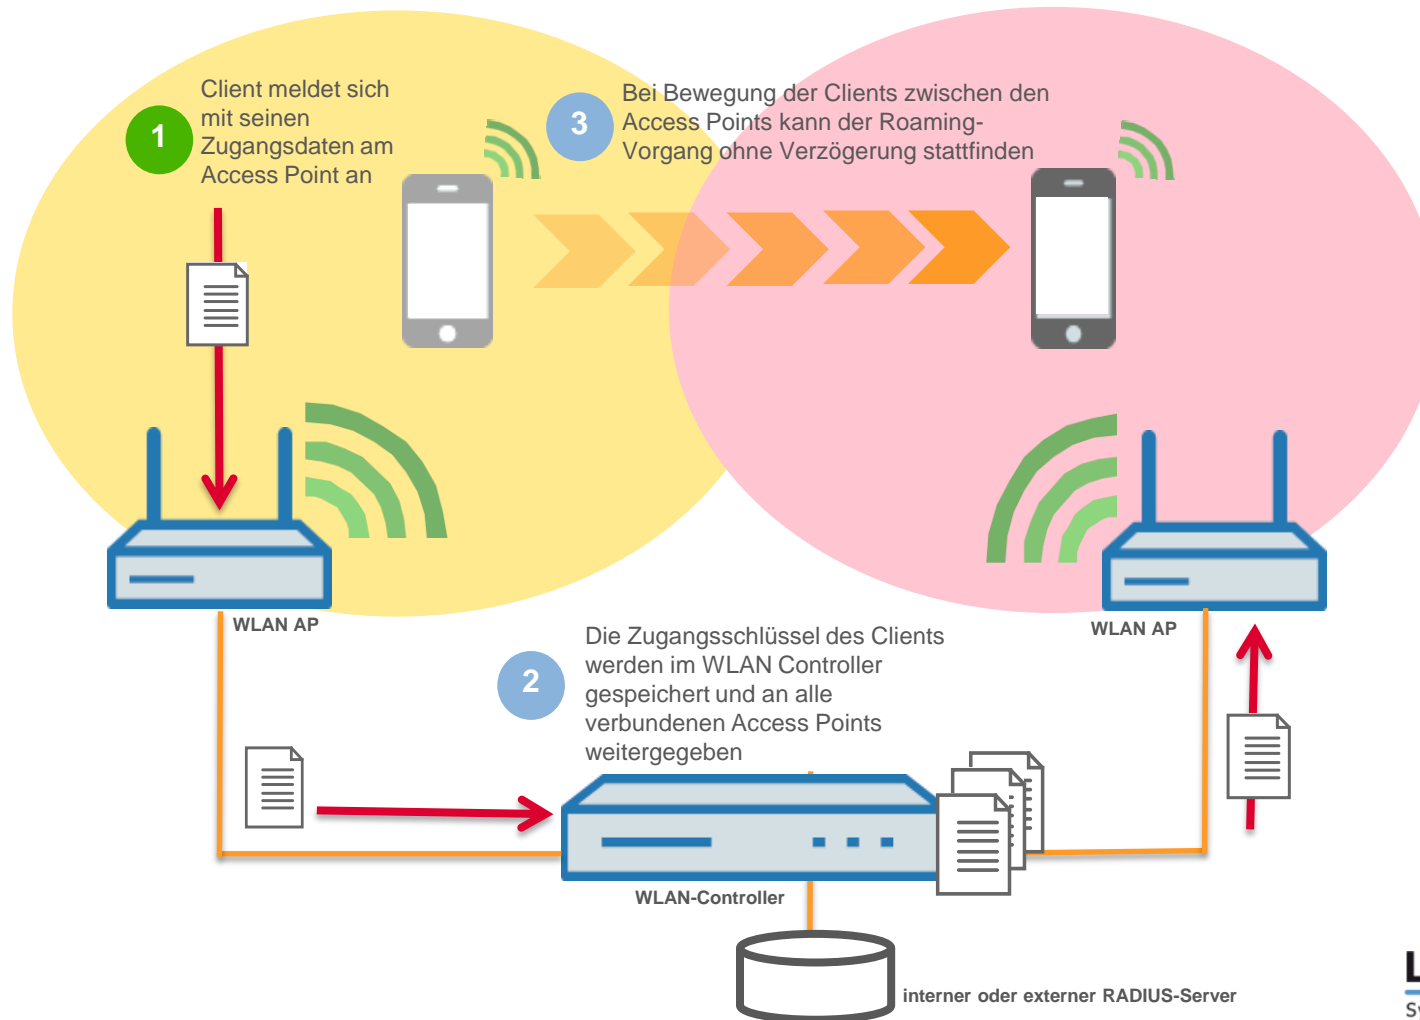 1
Client meldet sich
mit seinen
Zugangsdaten am
Access Point an
3
Bei Bewegung der Clients zwischen den
Access Points kann der Roaming-
Vorgang ohne Verzögerung stattfinden
WLAN AP
WLAN AP
2
Die Zugangsschlüssel des Clients
werden im WLAN Controller
gespeichert und an alle
verbundenen Access Points
weitergegeben
WLAN-Controller
interner oder externer RADIUS-Server